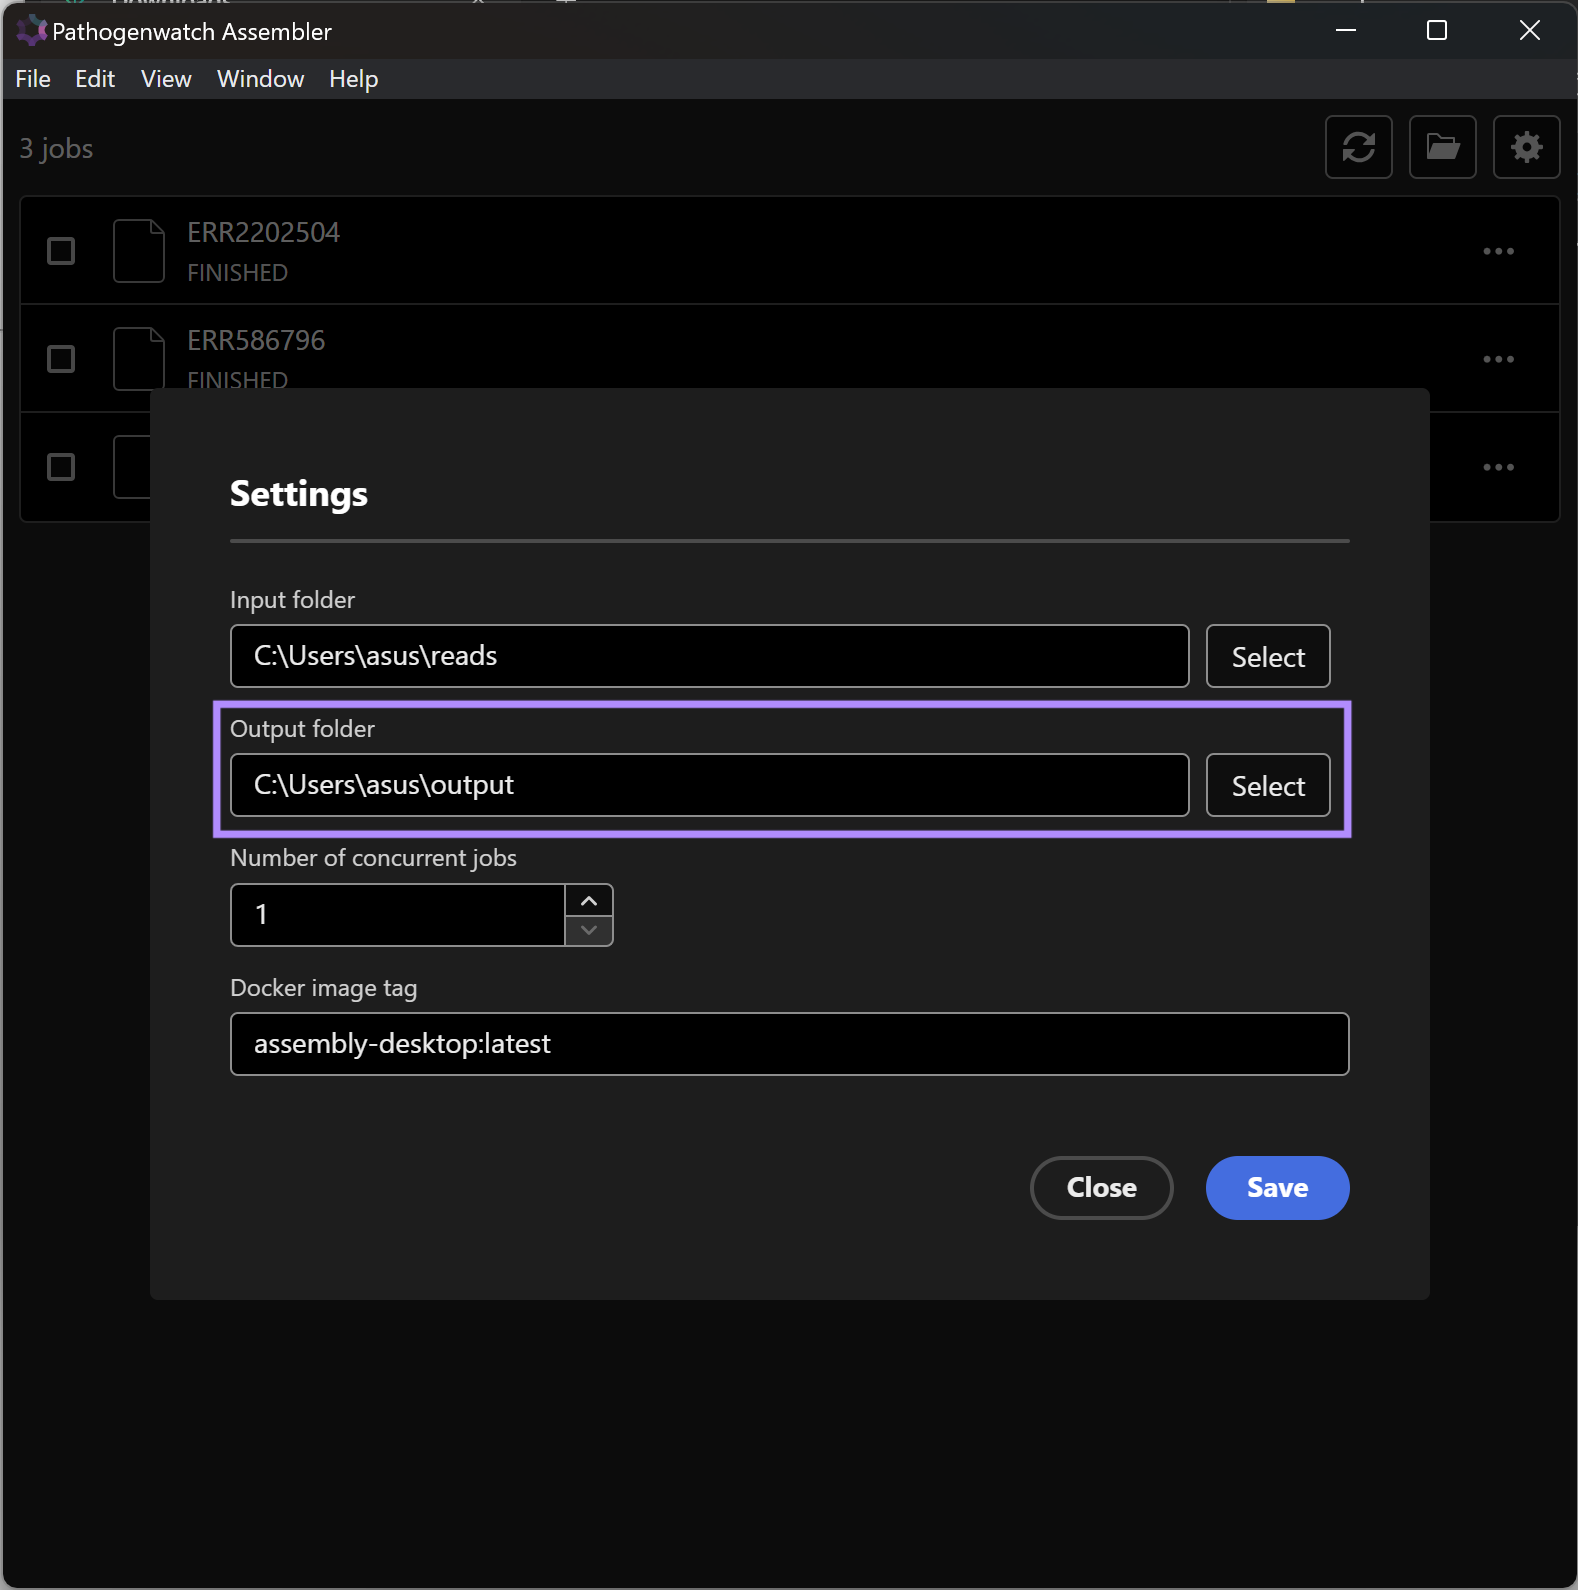 Pathogenwatch Assembler
File Edit View Window Help
3 jobs
ERR2202504
FINISHED
ERR586796
FINISHED
Settings
Input folder
C:\Users\asus\reads Select
Output folder
C:\Users\asus\output Select
Number of concurrent jobs
1
Docker image tag
assembly-desktop:latest
Close Save